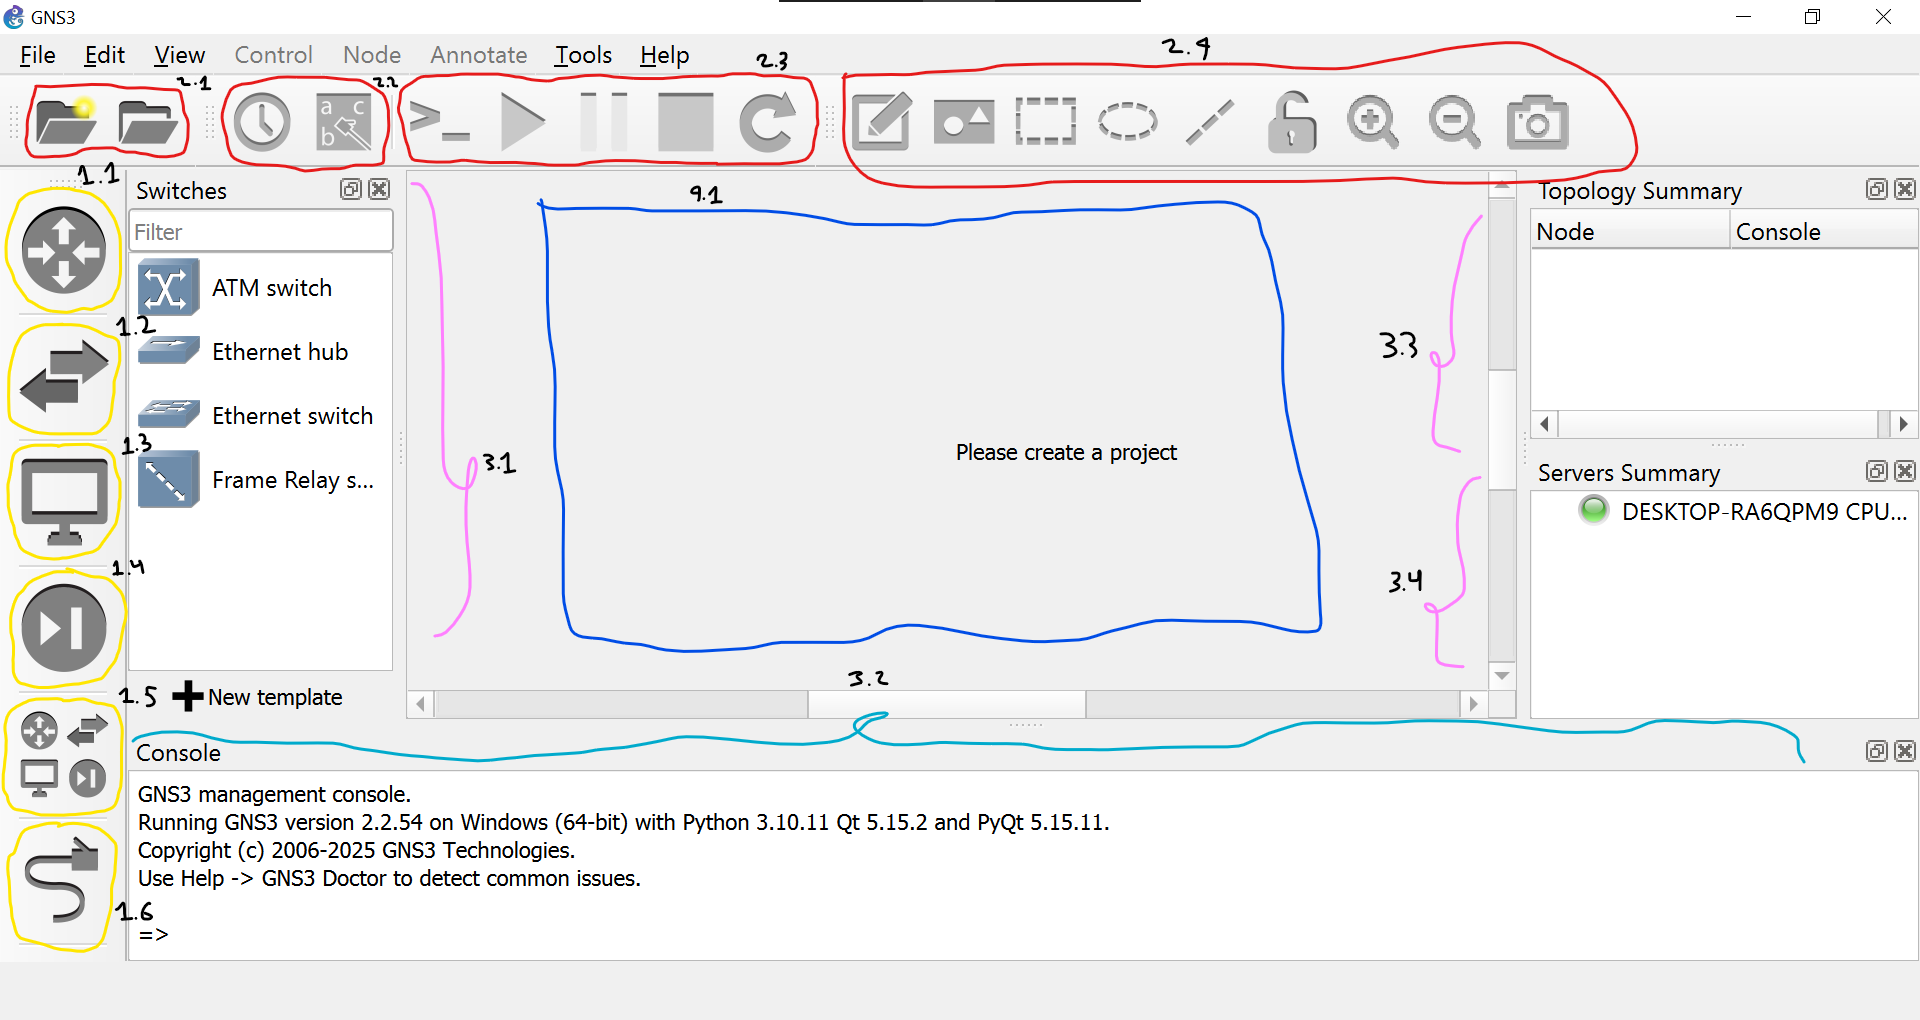 GNS3
File Edit View Control Node Annotate Tools Help
2.1
2.2
2.3
2.4
a c
b
1.1
Switches
Filter
ATM switch
1.2
Ethernet hub
Ethernet switch
1.3
Frame Relay s...
1.4
1.5
New template
9.1
3.1
Please create a project
3.3
3.4
3.2
Topology Summary
Node Console
Servers Summary
DESKTOP-RA6QPM9 CPU...
Console
GNS3 management console.
Running GNS3 version 2.2.54 on Windows (64-bit) with Python 3.10.11 Qt 5.15.2 and PyQt 5.15.11.
Copyright (c) 2006-2025 GNS3 Technologies.
Use Help -> GNS3 Doctor to detect common issues.
1.6
=>